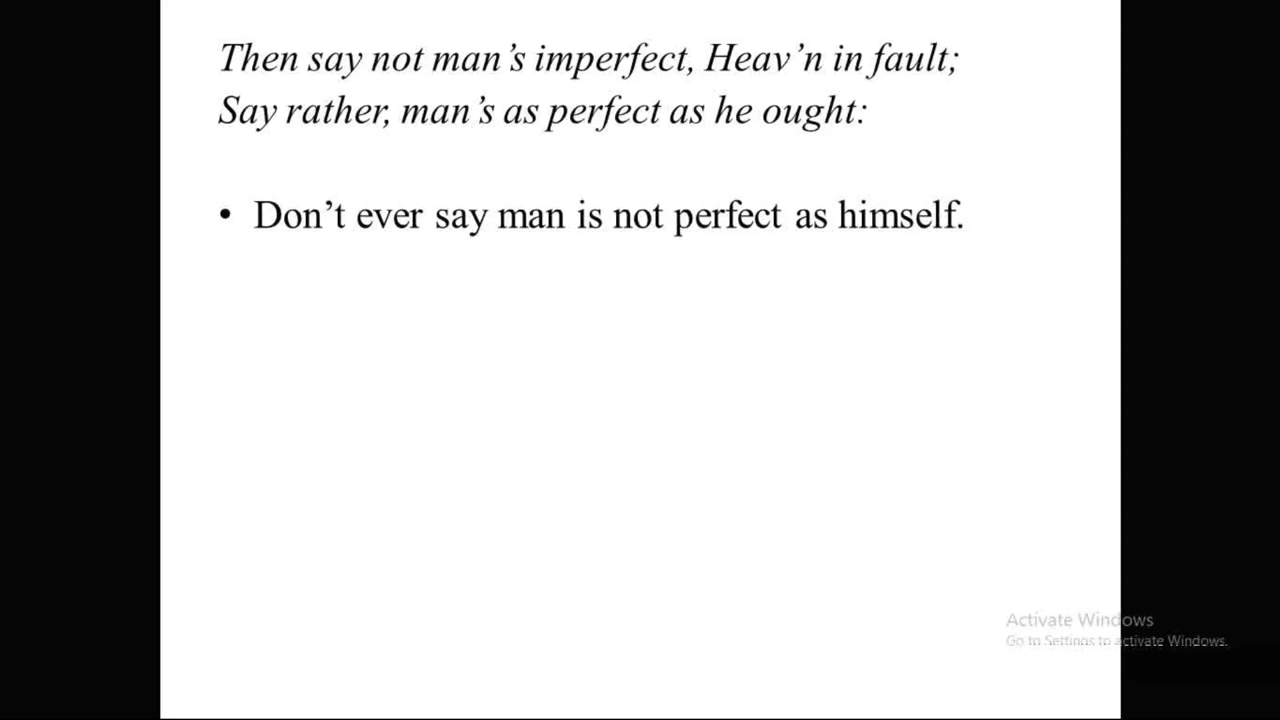 Then say not man’s imperfect, Heav’n in fault;
Say rather, man’s as perfect as he ought:
• Don’t ever say man is not perfect as himself.
Activate Windows
Go to Settings to activate Windows.